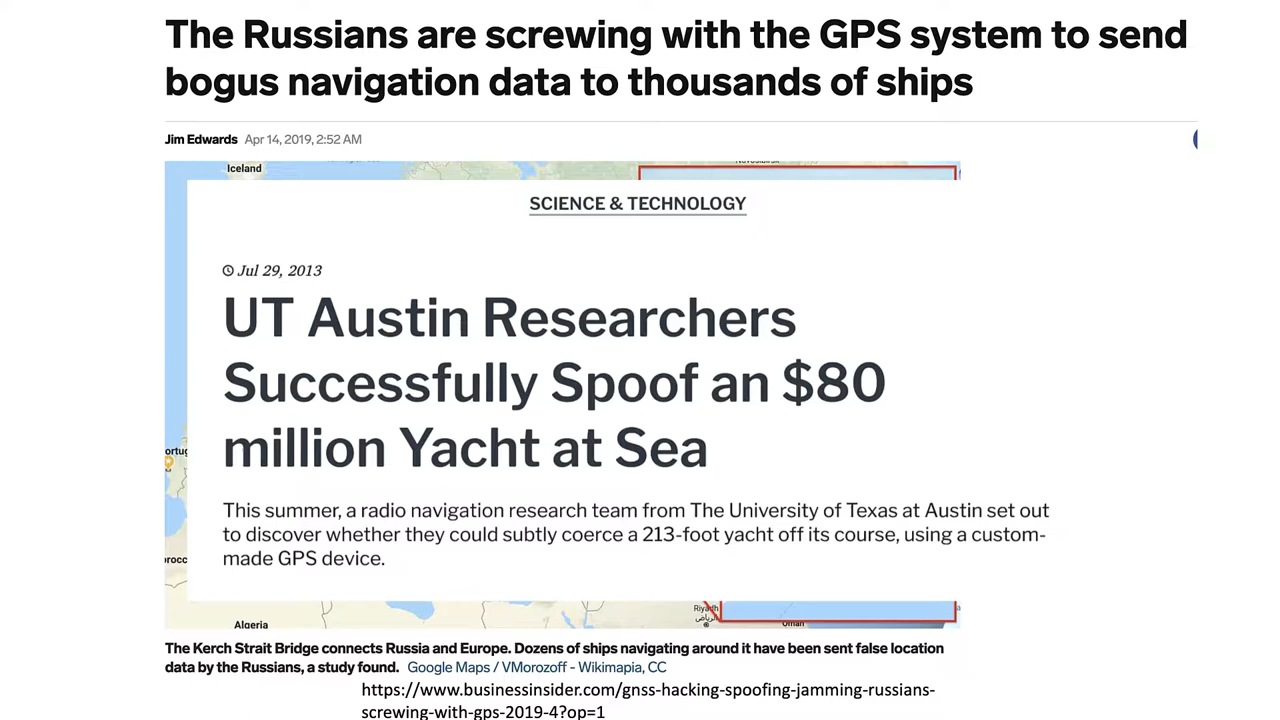 The Russians are screwing with the GPS system to send
bogus navigation data to thousands of ships
Jim Edwards Apr 14, 2019, 2:52 AM
Iceland
SCIENCE & TECHNOLOGY
Jul 29, 2013
UT Austin Researchers
Successfully Spoof an $80
million Yacht at Sea
This summer, a radio navigation research team from The University of Texas at Austin set out
to discover whether they could subtly coerce a 213-foot yacht off its course, using a custom-
made GPS device.
ortug
orocc
Algeria
Riyadh
الرياض
Oman
The Kerch Strait Bridge connects Russia and Europe. Dozens of ships navigating around it have been sent false location
data by the Russians, a study found. Google Maps / VMorozoff - Wikimapia, CC
https://www.businessinsider.com/gnss-hacking-spoofing-jamming-russians-
screwing-with-gps-2019-4?op=1